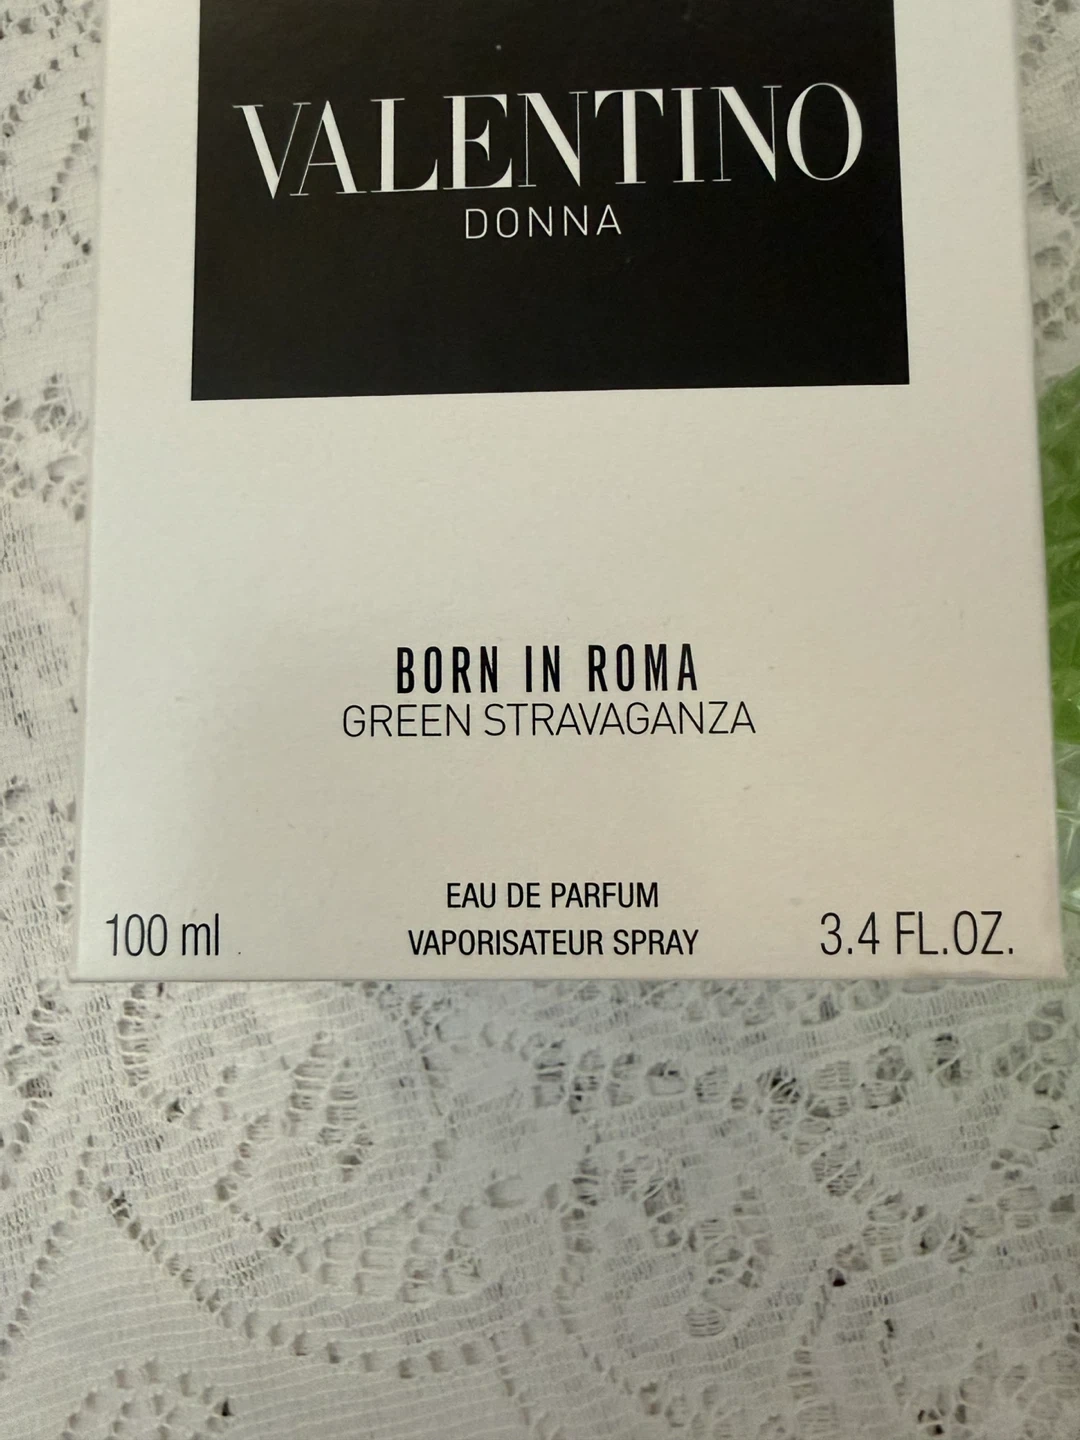 VALENTINO
DONNA
BORN IN ROMA
GREEN STRAVAGANZA
EAU DE PARFUM
100 ml VAPORISATEUR SPRAY 3.4 FL.OZ.